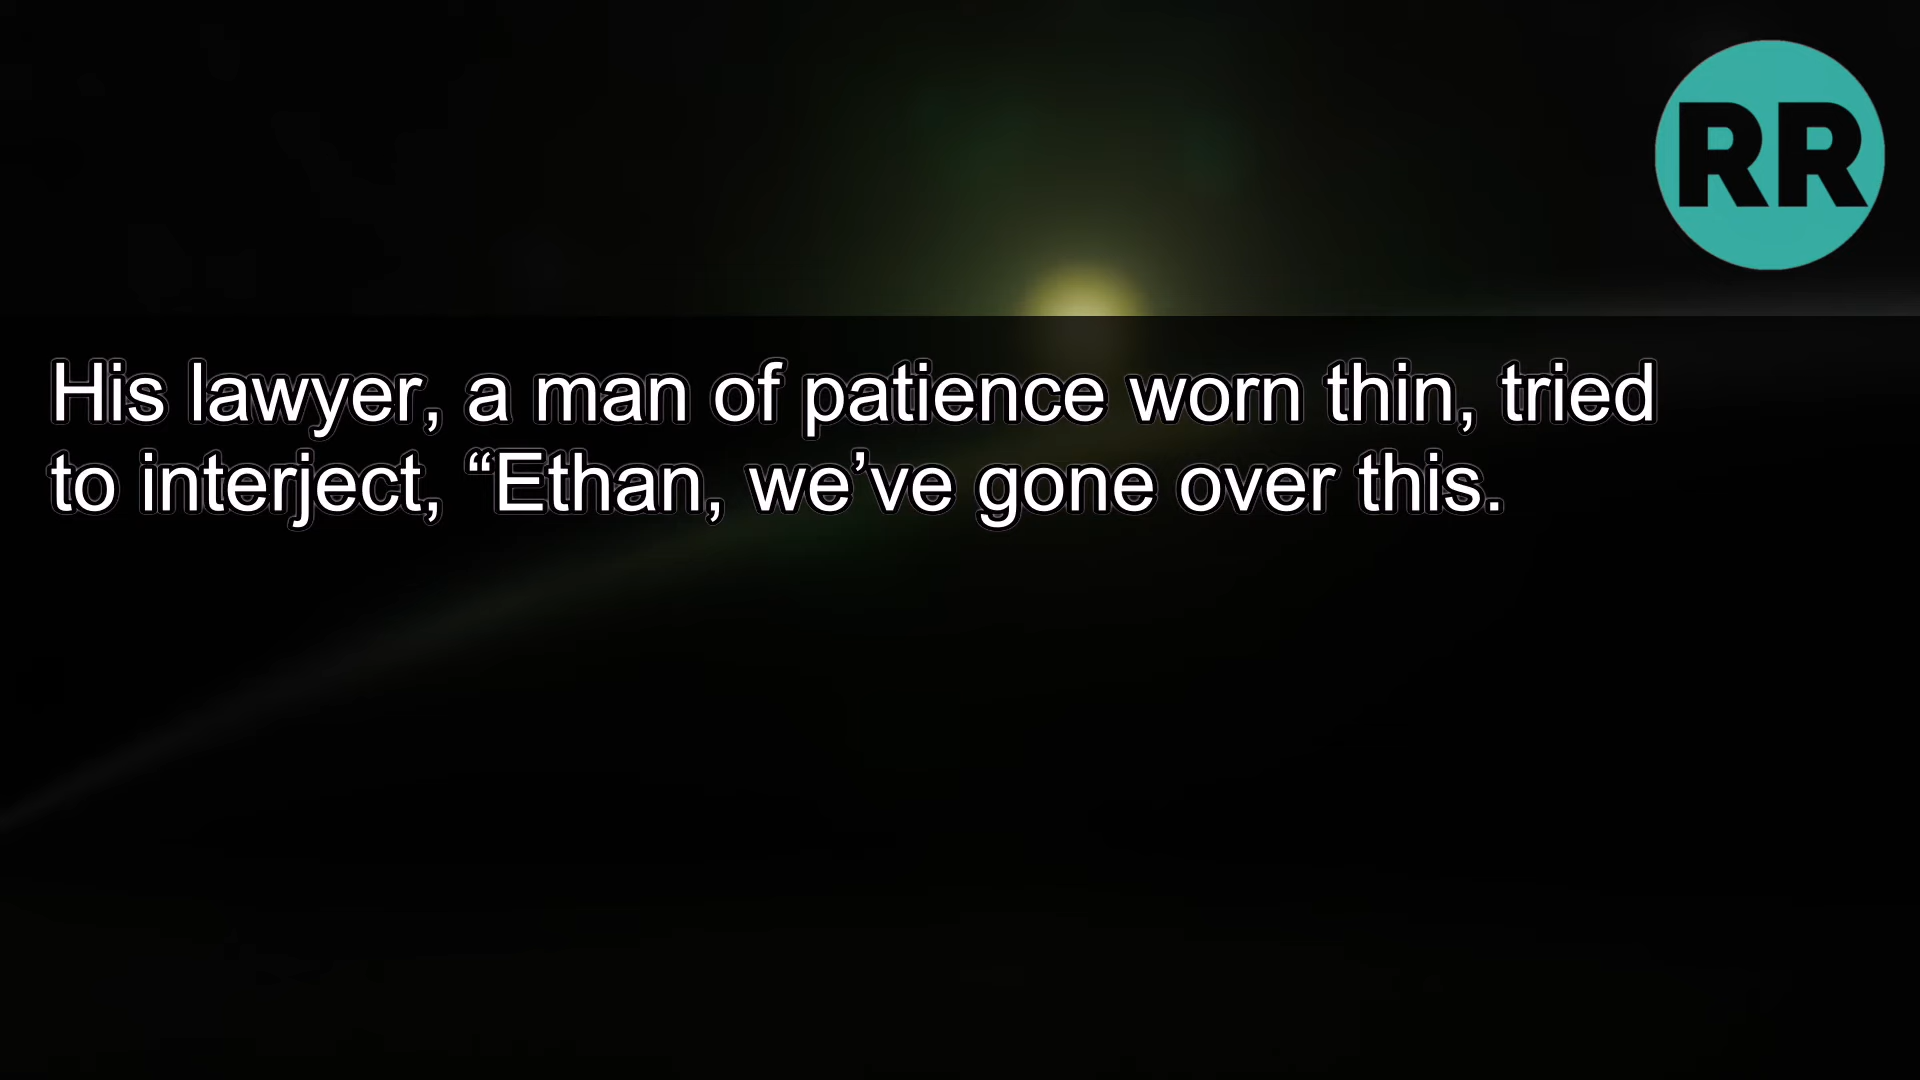 RR
His lawyer, a man of patience worn thin, tried
to interject, “Ethan, we’ve gone over this.